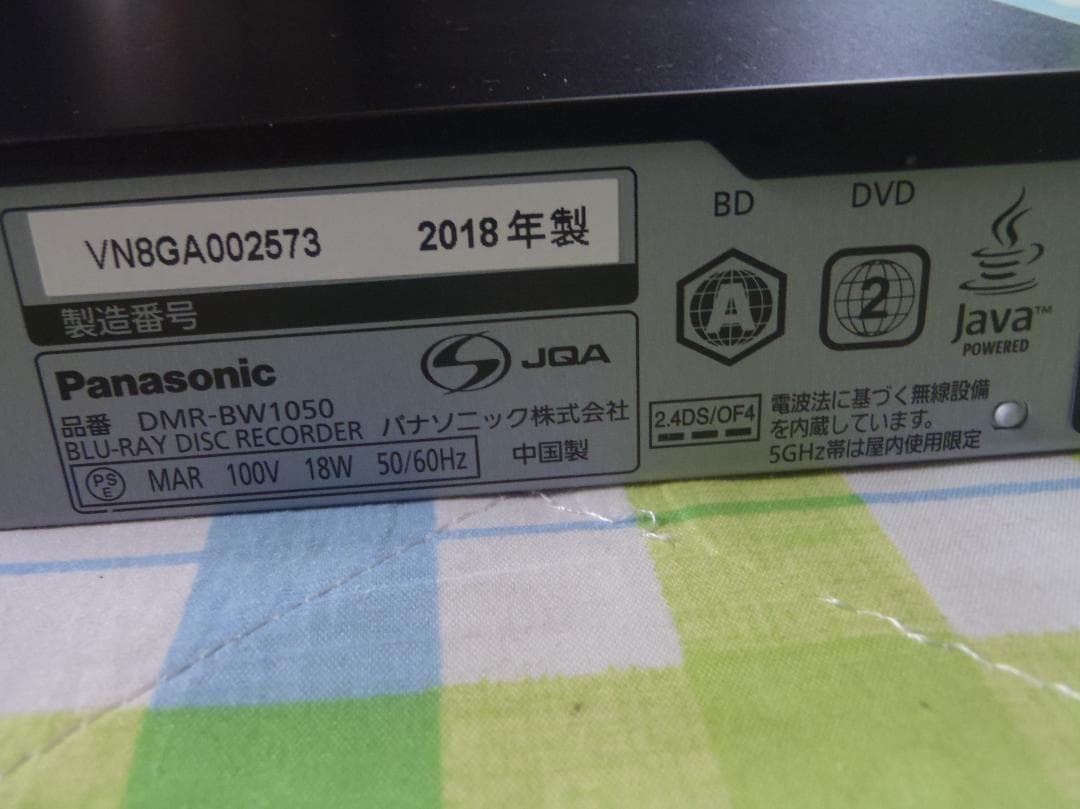 VN8GA002573 2018年製
製造番号
Panasonic
JQA
品番 DMR-BW1050 パナソニック株式会社
BLU-RAY DISC RECORDER
中国製
PS
E
MAR 100V 18W 50/60Hz
BD
A
DVD
2
Java™
POWERED
2.4DS/OF4
電波法に基づく無線設備
を内蔵しています。
5GHz帯は屋内使用限定